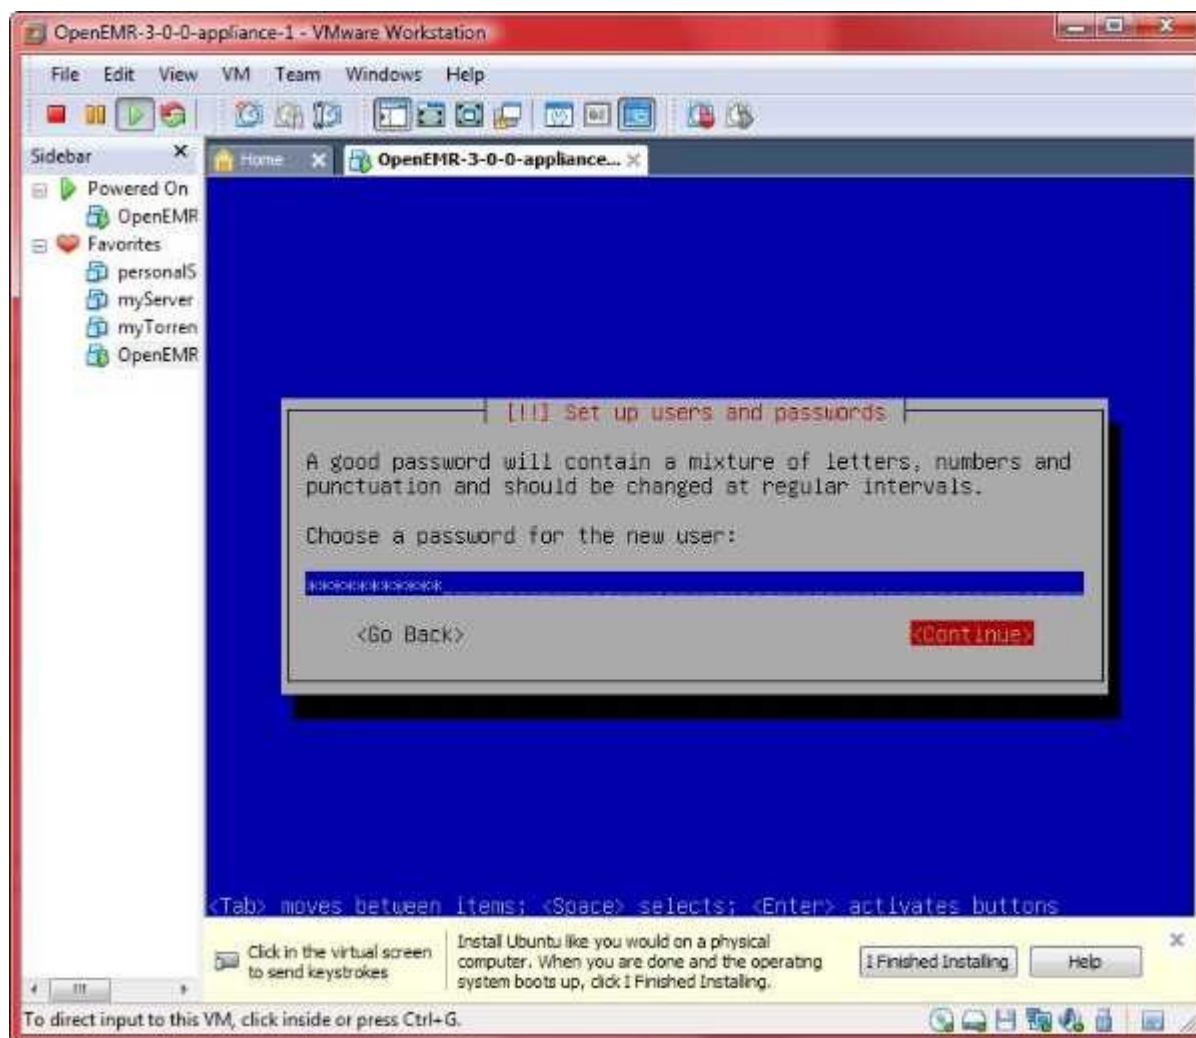 OpenEMR-3-0-0-appliance-1 - VMware Workstation
File Edit View VM Team Windows Help
Sidebar
Home
OpenEMR-3-0-0-appliance...
Powered On
OpenEMR
Favorites
personalS
myServer
myTorren
OpenEMR
[!!] Set up users and passwords
A good password will contain a mixture of letters, numbers and
punctuation and should be changed at regular intervals.
Choose a password for the new user:
************
<Go Back> <Continue>
<Tab> moves between items; <Space> selects; <Enter> activates buttons
Click in the virtual screen
to send keystrokes
Install Ubuntu like you would on a physical
computer. When you are done and the operating
system boots up, click I Finished Installing.
I Finished Installing
Help
To direct input to this VM, click inside or press Ctrl+G.